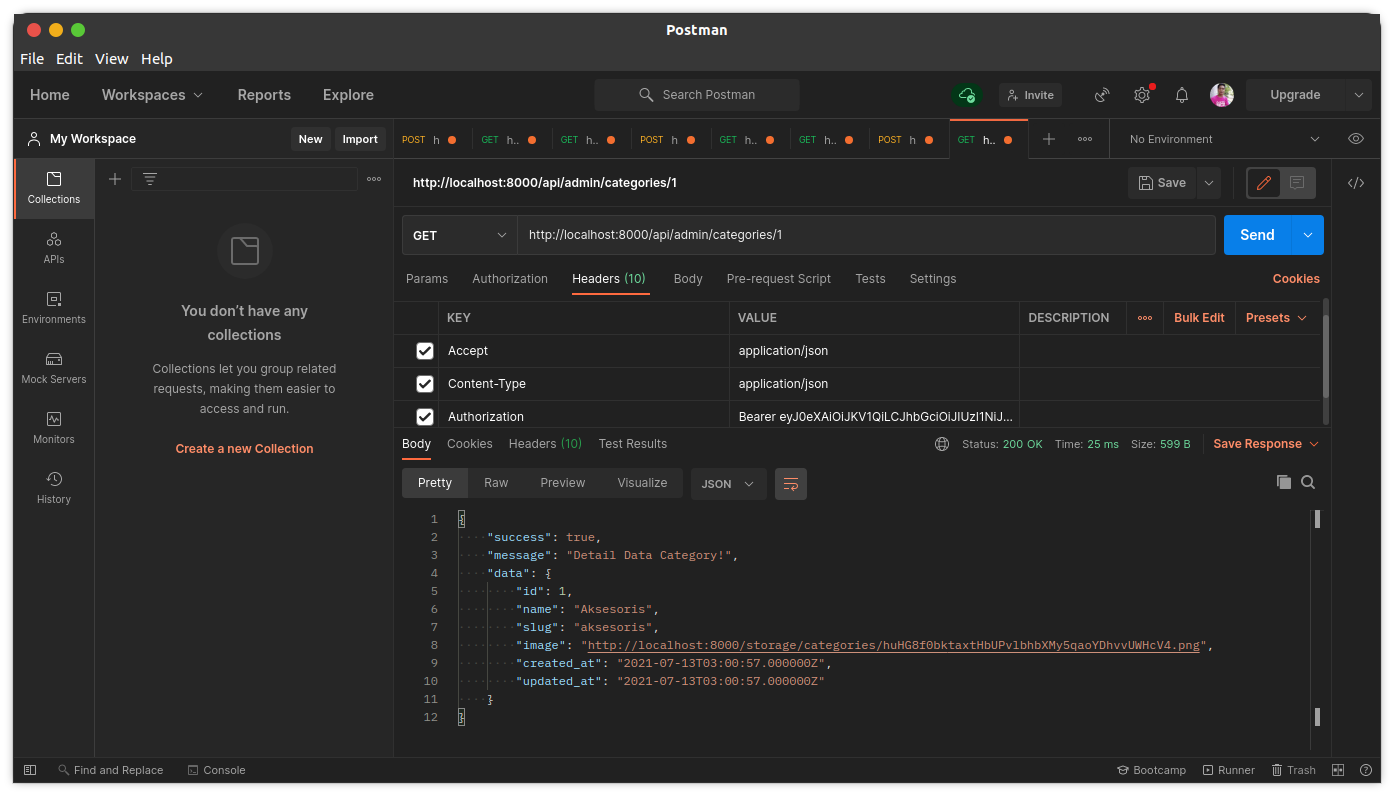 Postman
File Edit View Help
Home Workspaces Reports Explore Search Postman Invite Upgrade
My Workspace New Import POST h GET h.. GET h.. POST h GET h.. GET h.. POST h GET h.. No Environment
http://localhost:8000/api/admin/categories/1 Save
Collections
APIs
Environments
Mock Servers
Monitors
History
You don't have any
collections
Collections let you group related
requests, making them easier to
access and run.
Create a new Collection
GET http://localhost:8000/api/admin/categories/1 Send
Params Authorization Headers (10) Body Pre-request Script Tests Settings Cookies
KEY VALUE DESCRIPTION Bulk Edit Presets
Accept application/json
Content-Type application/json
Authorization Bearer eyJ0eXAiOiJKV1QiLCJhbGciOiJIUzI1NiJ...
Body Cookies Headers (10) Test Results Status: 200 OK Time: 25 ms Size: 599 B Save Response
Pretty Raw Preview Visualize JSON
1 {
2 "success": true,
3 "message": "Detail Data Category!",
4 "data": {
5 "id": 1,
6 "name": "Aksesoris",
7 "slug": "aksesoris",
8 "image": "http://localhost:8000/storage/categories/huHG8f0bktaxtHbUPvlbhbXMy5qaoYDhvvUWHcV4.png",
9 "created_at": "2021-07-13T03:00:57.000000Z",
10 "updated_at": "2021-07-13T03:00:57.000000Z"
11 }
12 }
Find and Replace Console Bootcamp Runner Trash